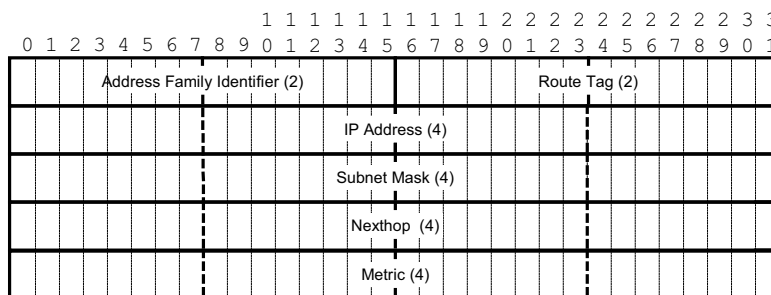 1 1 1 1 1 1 1 1 1 1 2 2 2 2 2 2 2 2 2 2 3 3
0 1 2 3 4 5 6 7 8 9 0 1 2 3 4 5 6 7 8 9 0 1 2 3 4 5 6 7 8 9 0 1
Address Family Identifier (2) Route Tag (2)
IP Address (4)
Subnet Mask (4)
Nexthop (4)
Metric (4)